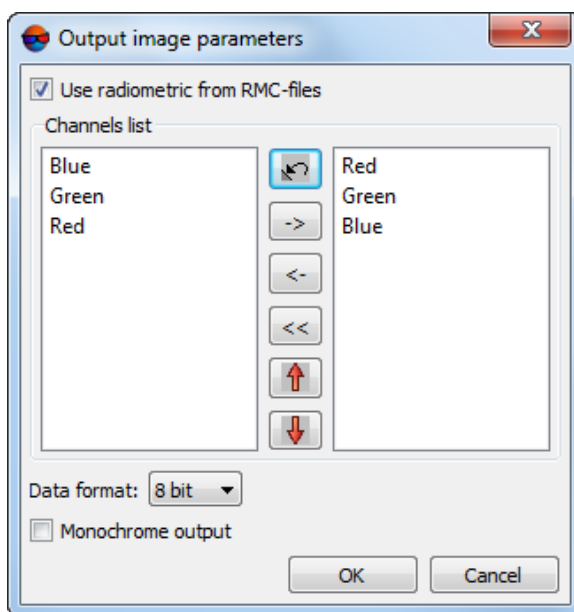 Output image parameters
Use radiometric from RMC-files
Channels list
Blue
Green
Red
->
<-
<<
Red
Green
Blue
Data format: 8 bit
Monochrome output
OK Cancel